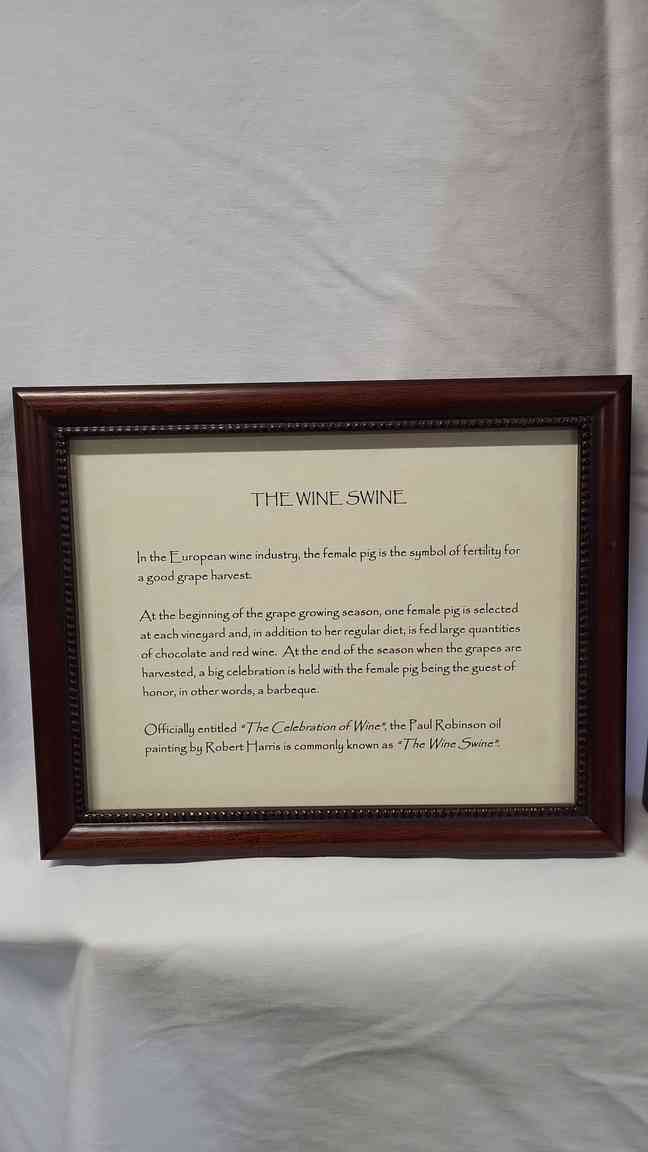 THE WINE SWINE
In the European wine industry, the female pig is the symbol of fertility for
a good grape harvest.
At the beginning of the grape growing season, one female pig is selected
at each vineyard and, in addition to her regular diet, is fed large quantities
of chocolate and red wine. At the end of the season when the grapes are
harvested, a big celebration is held with the female pig being the guest of
honor, in other words, a barbeque.
Officially entitled "The Celebration of Wine", the Paul Robinson oil
painting by Robert Harris is commonly known as "The Wine Swine".